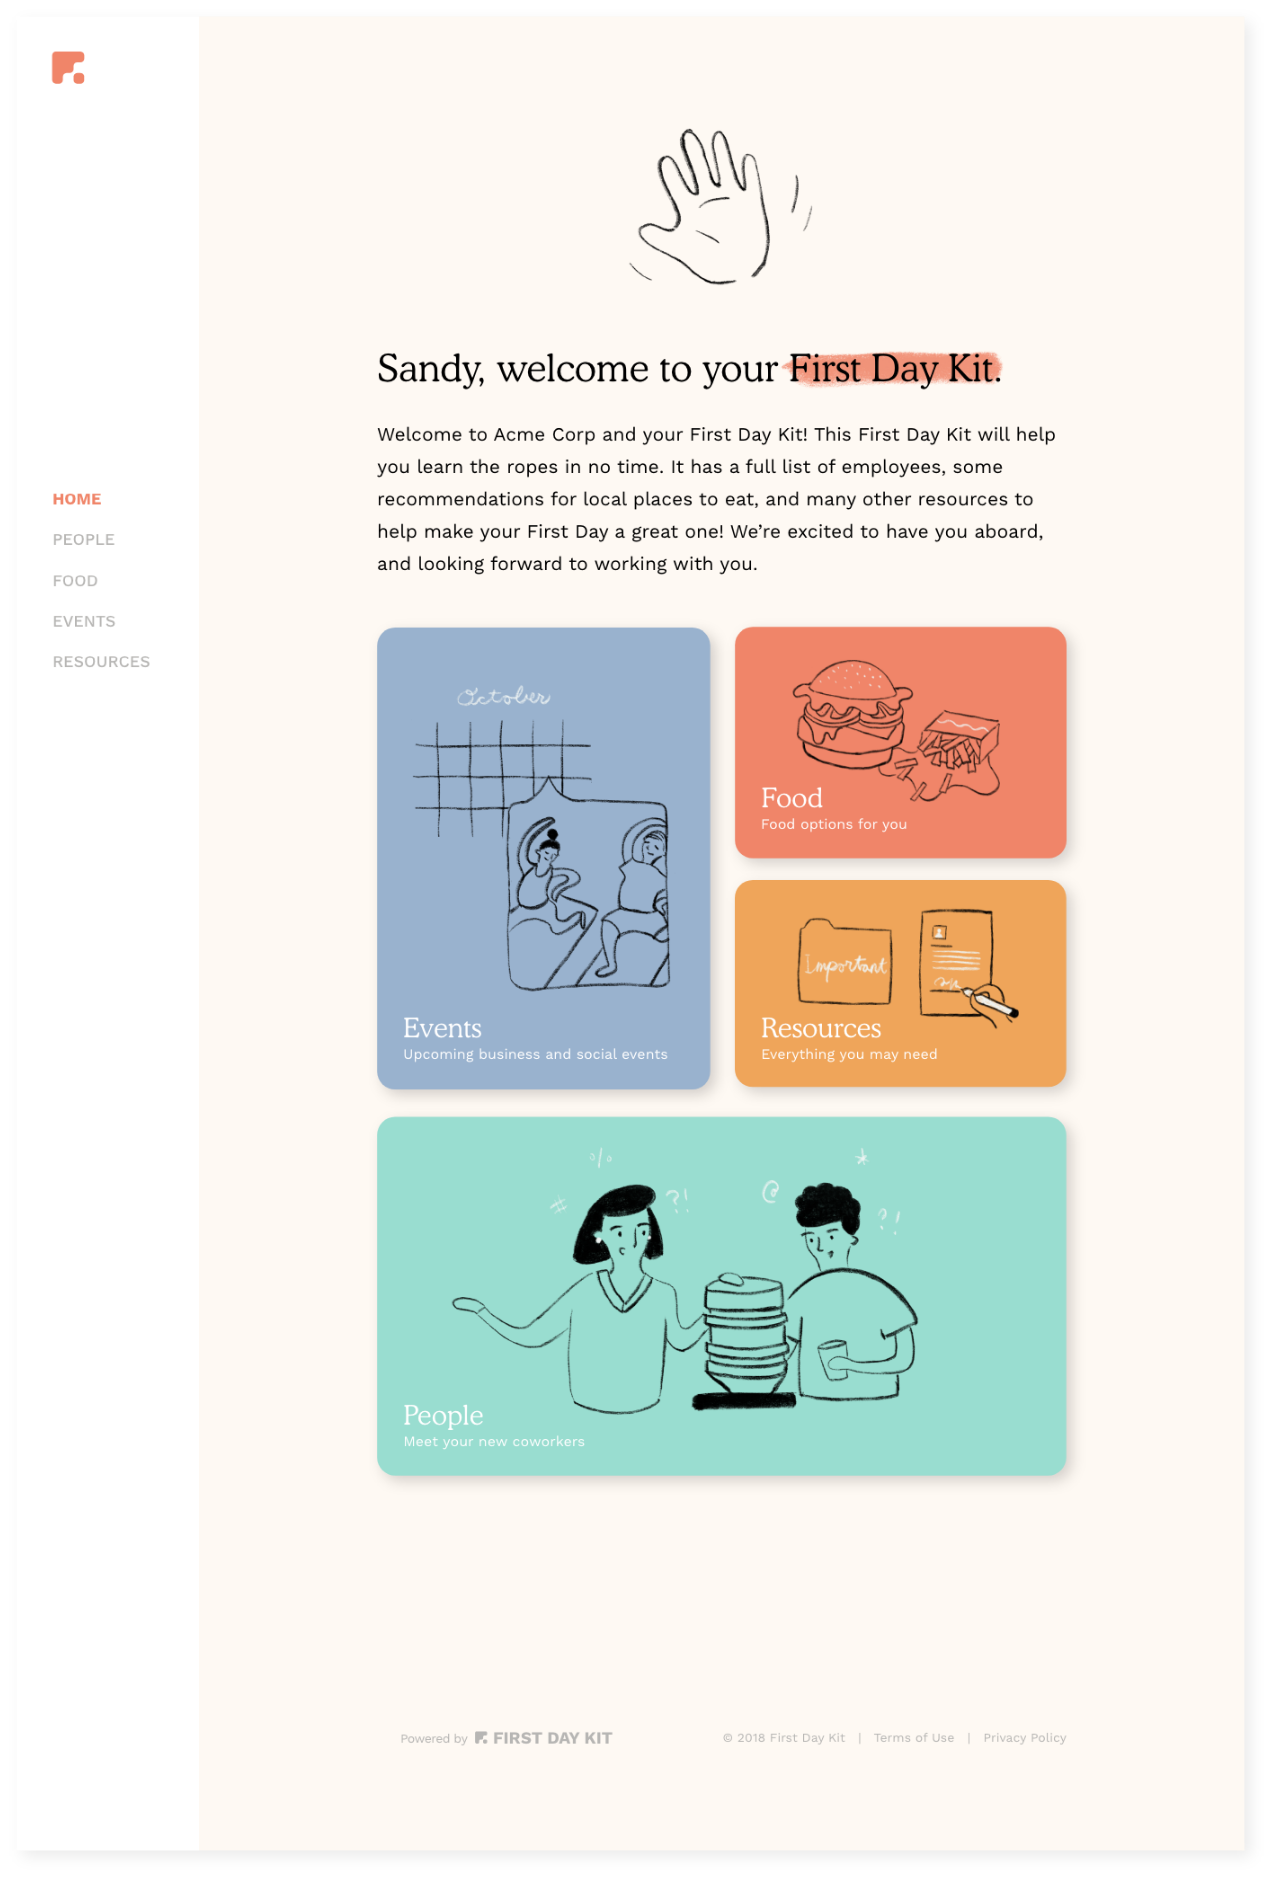 HOME
PEOPLE
FOOD
EVENTS
RESOURCES
Sandy, welcome to your First Day Kit.
Welcome to Acme Corp and your First Day Kit! This First Day Kit will help
you learn the ropes in no time. It has a full list of employees, some
recommendations for local places to eat, and many other resources to
help make your First Day a great one! We’re excited to have you aboard,
and looking forward to working with you.
October
Events
Upcoming business and social events
Food
Food options for you
Important
Resources
Everything you may need
% *
# ?! @ ?!
People
Meet your new coworkers
Powered by FIRST DAY KIT
© 2018 First Day Kit | Terms of Use | Privacy Policy